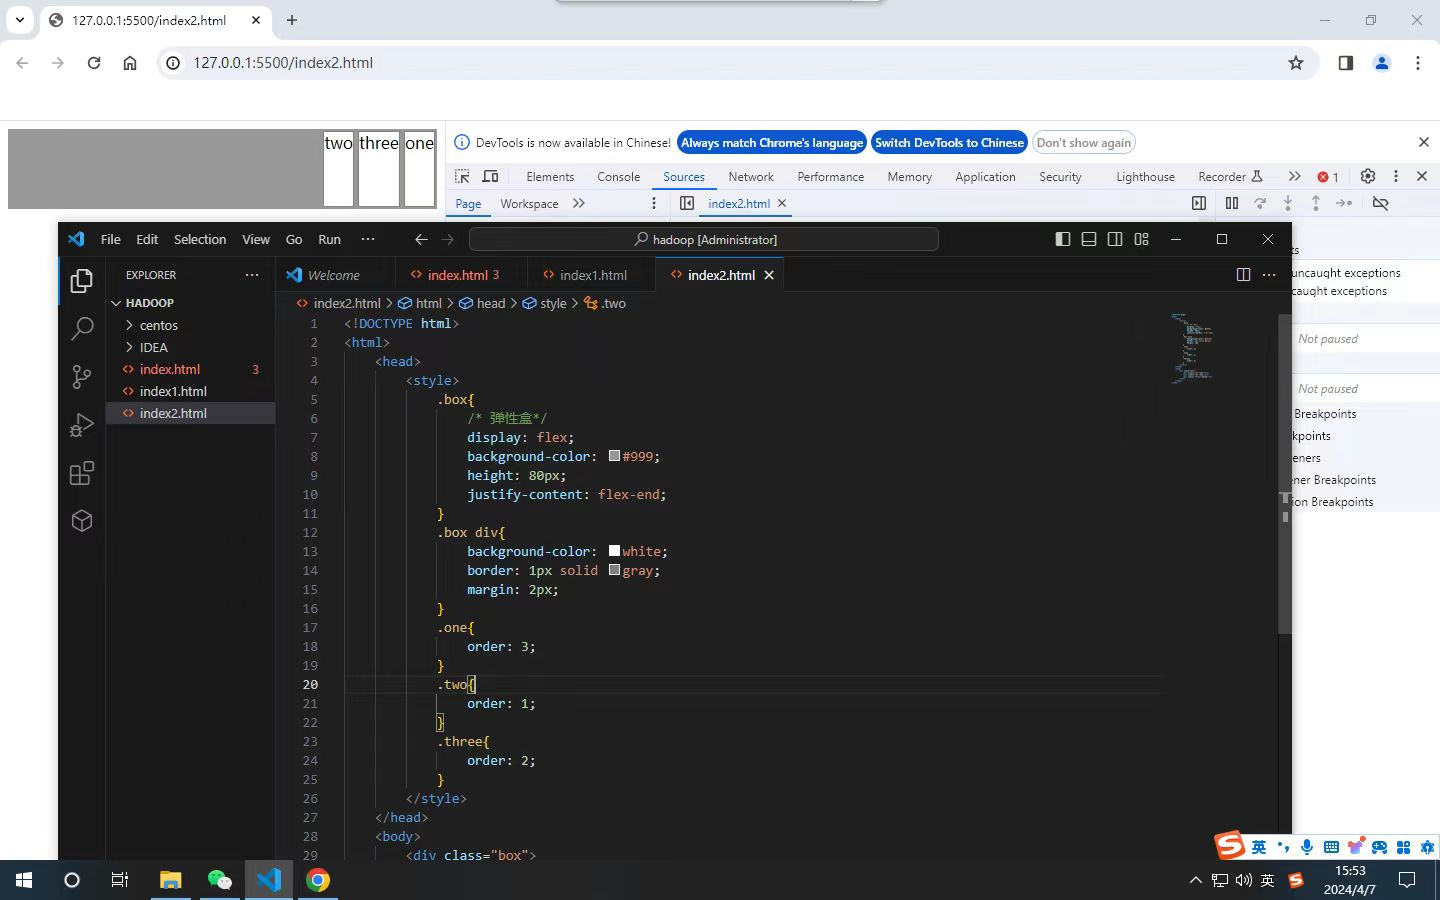 127.0.0.1:5500/index2.html
127.0.0.1:5500/index2.html
two three one
DevTools is now available in Chinese! Always match Chrome's language Switch DevTools to Chinese Don't show again
Elements Console Sources Network Performance Memory Application Security Lighthouse Recorder 1
Page Workspace index2.html
File Edit Selection View Go Run hadoop [Administrator]
EXPLORER Welcome index.html 3 index1.html index2.html
index2.html html head style .two
HADOOP
centos
IDEA
index.html 3
index1.html
index2.html
1 <!DOCTYPE html>
2 <html>
3 <head>
4 <style>
5 .box{
6 /* 弹性盒*/
7 display: flex;
8 background-color: #999;
9 height: 80px;
10 justify-content: flex-end;
11 }
12 .box div{
13 background-color: white;
14 border: 1px solid gray;
15 margin: 2px;
16 }
17 .one{
18 order: 3;
19 }
20 .two{
21 order: 1;
22 }
23 .three{
24 order: 2;
25 }
26 </style>
27 </head>
28 <body>
29 <div class="box">
uncaught exceptions
caught exceptions
Not paused
Not paused
Breakpoints
kpoints
eners
ener Breakpoints
ion Breakpoints
英
英
15:53
2024/4/7